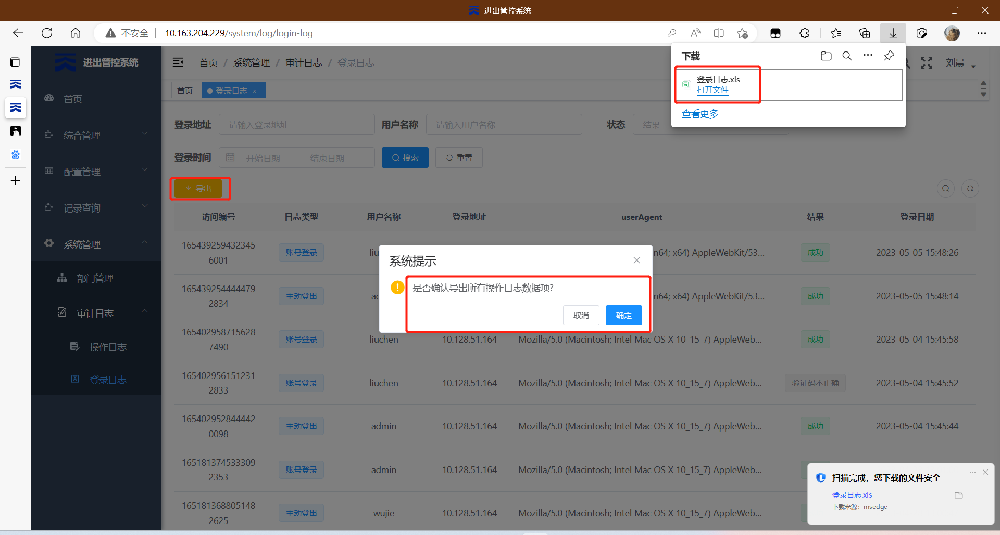 进出管控系统
不安全
10.163.204.229/system/log/login-log
进出管控系统
首页 / 系统管理 / 审计日志 / 登录日志
刘晨
下载
登录日志.xls
打开文件
查看更多
首页
登录日志 ×
首页
综合管理
配置管理
记录查询
系统管理
部门管理
审计日志
操作日志
登录日志
登录地址 请输入登录地址 用户名称 请输入用户名称 状态 结果
登录时间 开始日期 - 结束日期 搜索 重置
导出
访问编号 日志类型 用户名称 登录地址 userAgent 结果 登录日期
165439259432345
6001
账号登录 liu n64; x64) AppleWebKit/53... 成功 2023-05-05 15:48:26
165439254444479
2834
主动登出 n64; x64) AppleWebKit/53... 成功 2023-05-05 15:48:14
165402958715628
7490
账号登录 liuchen 10.128.51.164 Mozilla/5.0 (Macintosh; Intel Mac OS X 10_15_7) AppleWeb... 成功 2023-05-04 15:45:58
165402956151231
2833
账号登录 liuchen 10.128.51.164 Mozilla/5.0 (Macintosh; Intel Mac OS X 10_15_7) AppleWeb... 验证码不正确 2023-05-04 15:45:52
165402952844442
0098
主动登出 admin 10.128.51.164 Mozilla/5.0 (Macintosh; Intel Mac OS X 10_15_7) AppleWeb... 成功 2023-05-04 15:45:44
165181374533309
2353
账号登录 admin 10.128.51.164 Mozilla/5.0 (Macintosh; Intel Mac OS X 10_15_7) AppleWeb...
165181368805148
2625
主动登出 wujie 10.128.51.164 Mozilla/5.0 (Macintosh; Intel Mac OS X 10_15_7) AppleWeb...
系统提示
是否确认导出所有操作日志数据项?
取消 确定
扫描完成，您下载的文件安全
登录日志.xls
下载来源：msedge